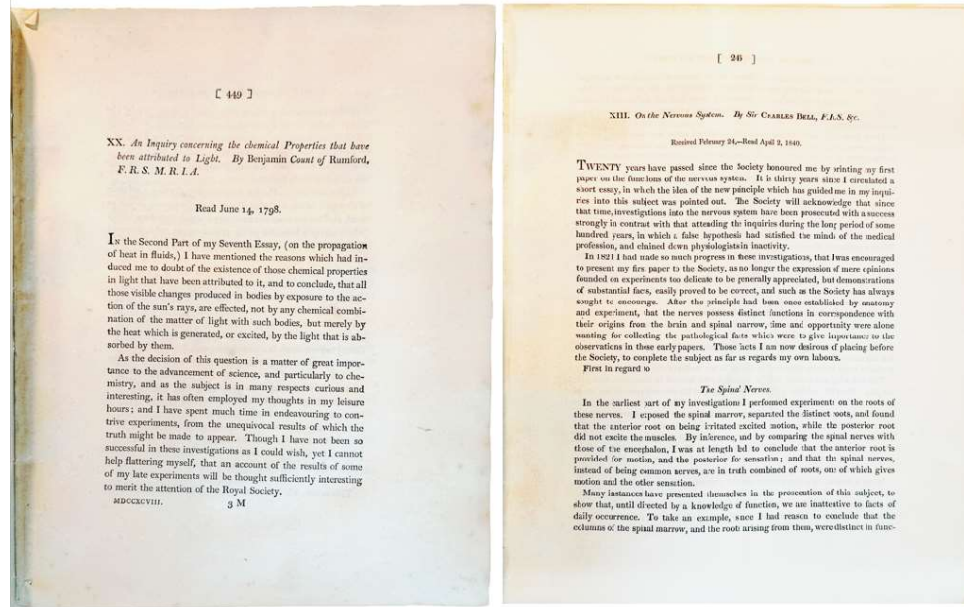 [ 449 ]
XX. An Inquiry concerning the chemical Properties that have
been attributed to Light. By Benjamin Count of Rumford,
F. R. S. M. R. I. A.
Read June 14, 1798.
In the Second Part of my Seventh Essay, (on the propagation
of heat in fluids,) I have mentioned the reasons which had in-
duced me to doubt of the existence of those chemical properties
in light that have been attributed to it, and to conclude, that all
those visible changes produced in bodies by exposure to the ac-
tion of the sun's rays, are effected, not by any chemical combi-
nation of the matter of light with such bodies, but merely by
the heat which is generated, or excited, by the light that is ab-
sorbed by them.
As the decision of this question is a matter of great impor-
tance to the advancement of science, and particularly to che-
mistry, and as the subject is in many respects curious and
interesting, it has often employed my thoughts in my leisure
hours; and I have spent much time in endeavouring to con-
trive experiments, from the unequivocal results of which the
truth might be made to appear. Though I have not been so
successful in these investigations as I could wish, yet I cannot
help flattering myself, that an account of the results of some
of my late experiments will be thought sufficiently interesting
to merit the attention of the Royal Society.
MDCCXCVIII. 3 M
[ 26 ]
XIII. On the Nervous System. By Sir CHARLES BELL, F.R.S. &c.
Received February 24,—Read April 2, 1840.
TWENTY years have passed since the Society honoured me by printing my first
paper on the functions of the nervous system. It is thirty years since I circulated a
short essay, in which the idea of the new principle which has guided me in my inqui-
ries into this subject was pointed out. The Society will acknowledge that since
that time, investigations into the nervous system have been prosecuted with a success
strongly in contrast with that attending the inquiries during the long period of some
hundred years, in which a false hypothesis had satisfied the minds of the medical
profession, and chained down physiologists in inactivity.
In 1821 I had made so much progress in these investigations, that I was encouraged
to present my first paper to the Society, as no longer the expression of mere opinions
founded on experiments too delicate to be generally appreciated, but demonstrations
of substantial facts, easily proved to be correct, and such as the Society has always
sought to encourage. After the principle had been once established by anatomy
and experiment, that the nerves possess distinct functions in correspondence with
their origins from the brain and spinal marrow, time and opportunity were alone
wanting for collecting the pathological facts which were to give importance to the
observations in these early papers. Those facts I am now desirous of placing before
the Society, to complete the subject as far as regards my own labours.
First in regard to
The Spinal Nerves.
In the earliest part of my investigations I performed experiments on the roots of
these nerves. I exposed the spinal marrow, separated the distinct roots, and found
that the anterior root on being irritated excited motion, while the posterior root
did not excite the muscles. By inference, and by comparing the spinal nerves with
those of the encephalon, I was at length led to conclude that the anterior root is
provided for motion, and the posterior for sensation; and that the spinal nerves,
instead of being common nerves, are in truth combined of roots, one of which gives
motion and the other sensation.
Many instances have presented themselves in the prosecution of this subject, to
show that, until directed by a knowledge of function, we are inattentive to facts of
daily occurrence. To take an example, since I had reason to conclude that the
columns of the spinal marrow, and the roots arising from them, were distinct in func-